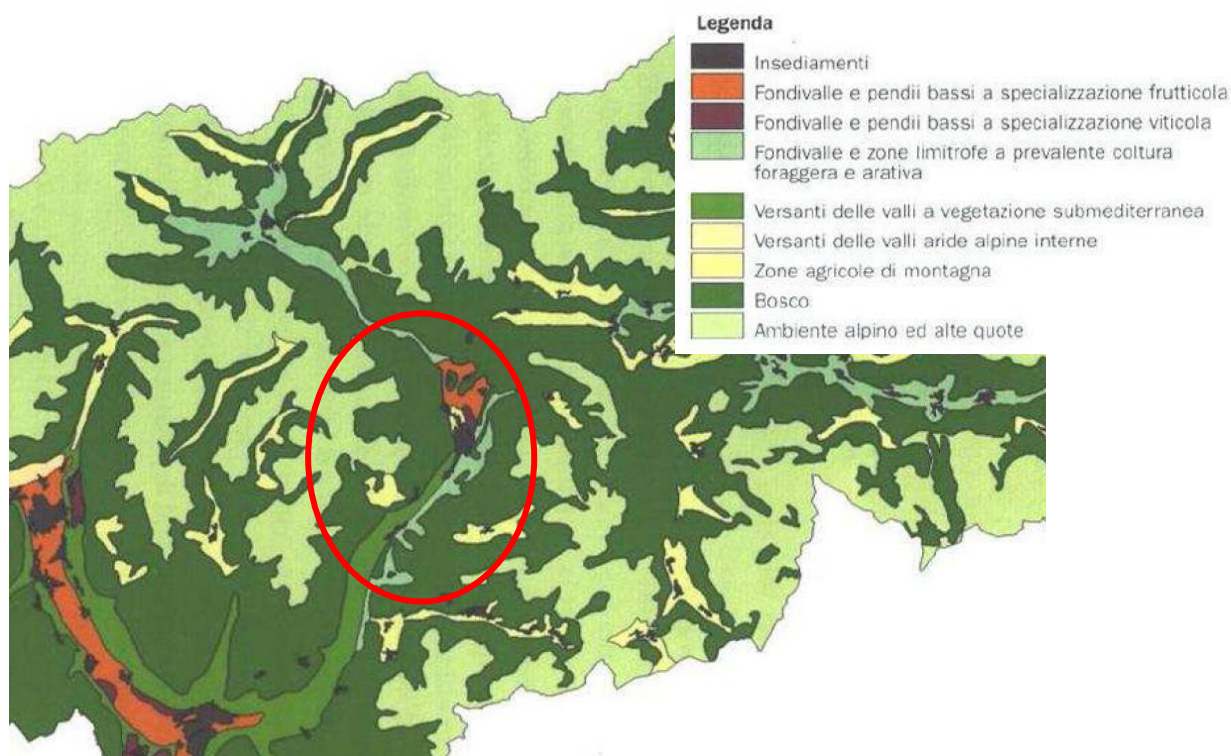 Legenda
Insediamenti
Fondivalle e pendii bassi a specializzazione frutticola
Fondivalle e pendii bassi a specializzazione viticola
Fondivalle e zone limitrofe a prevalente coltura
foraggera e arativa
Versanti delle valli a vegetazione submediterranea
Versanti delle valli aride alpine interne
Zone agricole di montagna
Bosco
Ambiente alpino ed alte quote